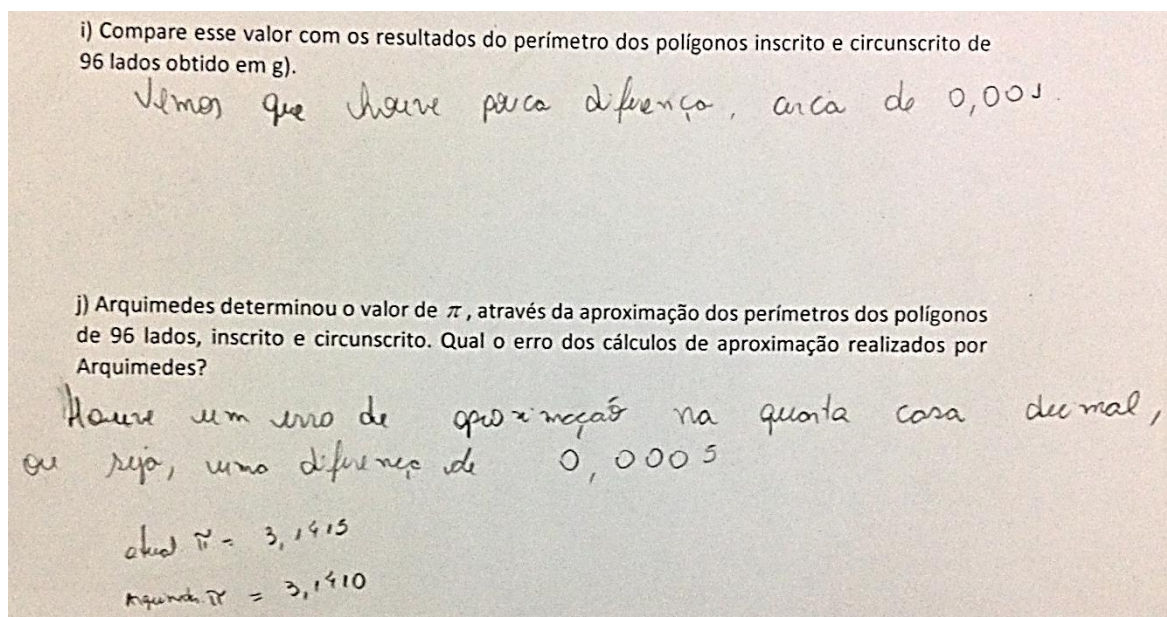 i) Compare esse valor com os resultados do perímetro dos polígonos inscrito e circunscrito de
96 lados obtido em g).
Vemos que houve pouca diferença, cerca de 0,001.
j) Arquimedes determinou o valor de π, através da aproximação dos perímetros dos polígonos
de 96 lados, inscrito e circunscrito. Qual o erro dos cálculos de aproximação realizados por
Arquimedes?
Houve um erro de aproximação na quarta casa decimal,
ou seja, uma diferença de 0,0005
atual π = 3,1415
Arquimedes π = 3,1410